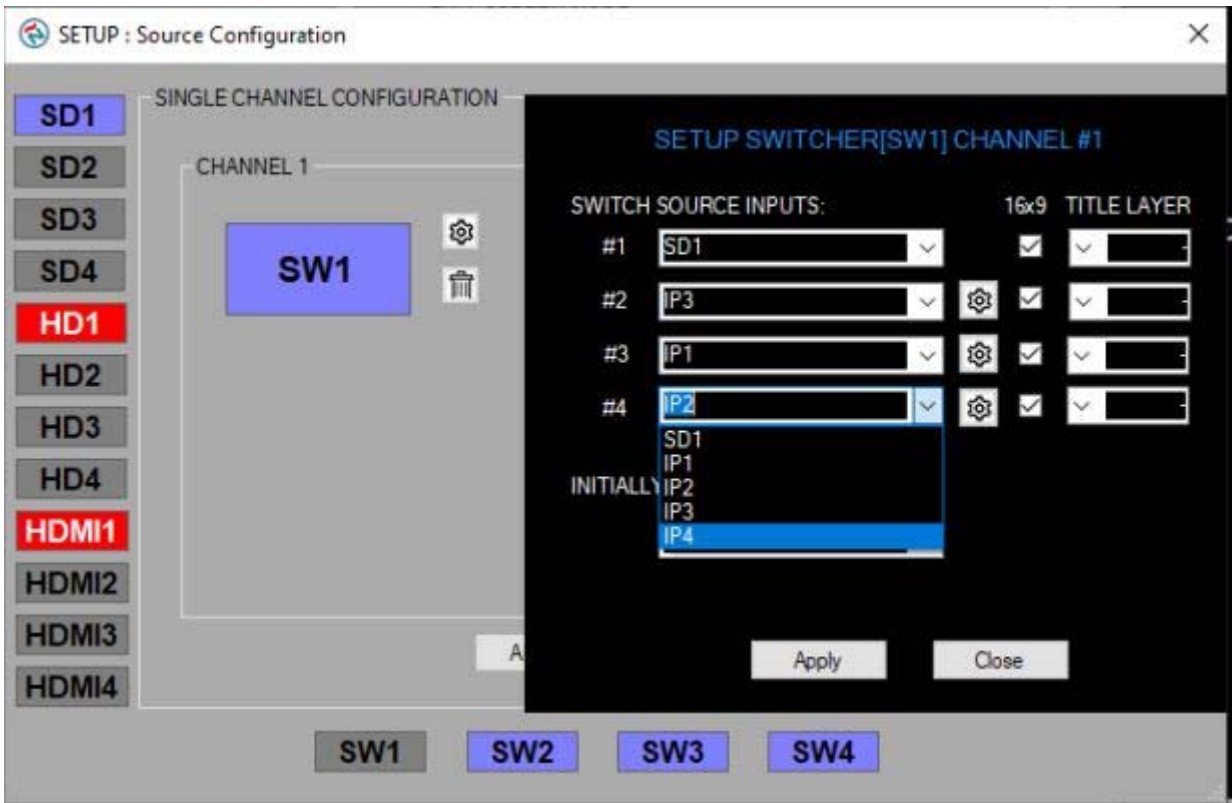 SETUP : Source Configuration
SINGLE CHANNEL CONFIGURATION
CHANNEL 1
SW1
SD1
SD2
SD3
SD4
HD1
HD2
HD3
HD4
HDMI1
HDMI2
HDMI3
HDMI4
SETUP SWITCHER[SW1] CHANNEL #1
SWITCH SOURCE INPUTS: 16x9 TITLE LAYER
#1 SD1 -
#2 IP3 -
#3 IP1 -
#4 IP2 -
SD1
IP1
INITIALLY IP2
IP3
IP4
A
Apply Close
SW1 SW2 SW3 SW4